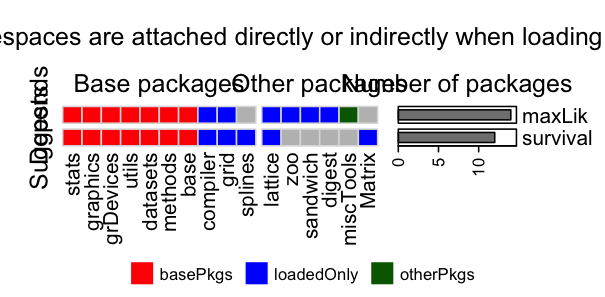 espaces are attached directly or indirectly when loading
Base packages
Other packages
Number of packages
Depends
Suggests
maxLik
survival
stats
graphics
grDevices
utils
datasets
methods
base
compiler
grid
splines
lattice
zoo
sandwich
digest
miscTools
Matrix
0 5 10
basePkgs loadedOnly otherPkgs